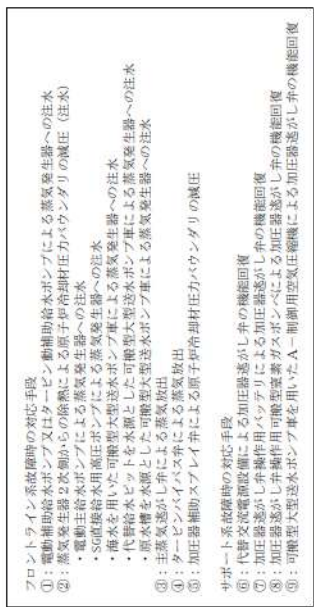 フロントライン系故障時の対応手段
①:電動補助給水ポンプ又はタービン動補助給水ポンプによる蒸気発生器への注水
②:蒸気発生器2次側からの除熱による原子炉冷却材圧力バウンダリの減圧(注水)
・電動主給水ポンプによる蒸気発生器への注水
・SG直接給水用高圧ポンプによる蒸気発生器への注水
・海水を用いた可搬型大型送水ポンプ車による蒸気発生器への注水
・代替給水ピットを水源とした可搬型大型送水ポンプ車による蒸気発生器への注水
・原水槽を水源とした可搬型大型送水ポンプ車による蒸気発生器への注水
③:主蒸気逃がし弁による蒸気放出
④:タービンバイパス弁による蒸気放出
⑤:加圧器補助スプレイ弁による原子炉冷却材圧力バウンダリの減圧
サポート系故障時の対応手段
⑥:代替交流電源設備による加圧器逃がし弁の機能回復
⑦:加圧器逃がし弁操作用バッテリによる加圧器逃がし弁の機能回復
⑧:加圧器逃がし弁操作用可搬型窒素ガスボンベによる加圧器逃がし弁の機能回復
⑨:可搬型大型送水ポンプ車を用いたA-制御用空気圧縮機による加圧器逃がし弁の機能回復